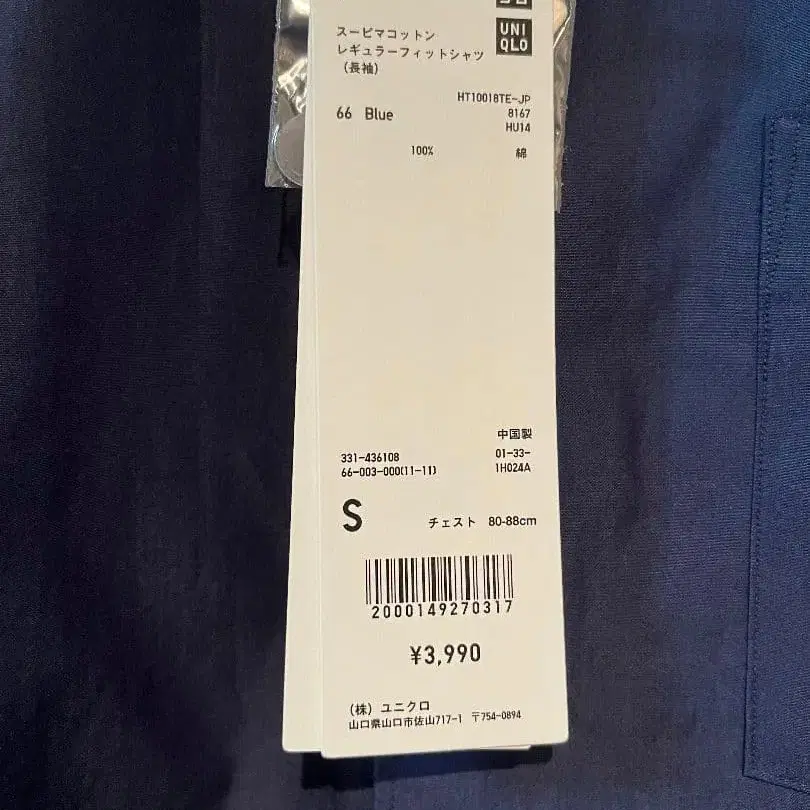 スーピマコットン
レギュラーフィットシャツ
（長袖）
UNI
QLO
HT10018TE-JP
66 Blue
8167
HU14
100% 綿
中国製
331-436108 01-33-
66-003-000(11-11) 1H024A
S チェスト 80-88cm
2000149270317
¥3,990
（株）ユニクロ
山口県山口市佐山717-1 〒754-0894